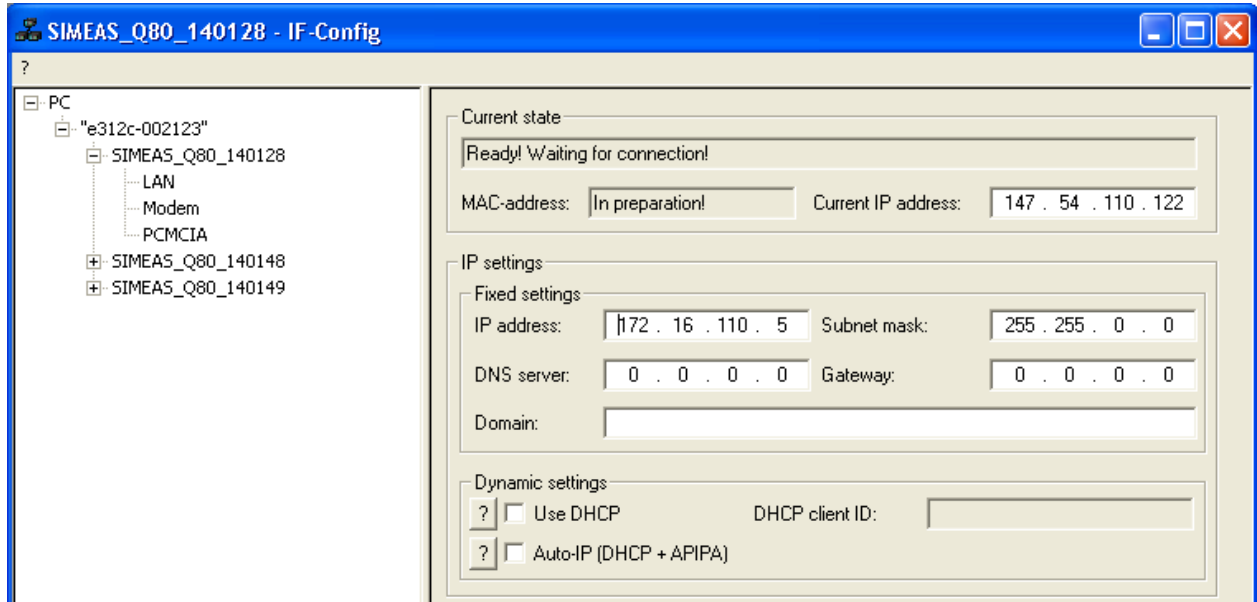 SIMEAS_Q80_140128 - IF-Config
?
PC
"e312c-002123"
SIMEAS_Q80_140128
LAN
Modem
PCMCIA
SIMEAS_Q80_140148
SIMEAS_Q80_140149
Current state
Ready! Waiting for connection!
MAC-address: In preparation! Current IP address: 147 . 54 . 110 . 122
IP settings
Fixed settings
IP address: 172 . 16 . 110 . 5 Subnet mask: 255 . 255 . 0 . 0
DNS server: 0 . 0 . 0 . 0 Gateway: 0 . 0 . 0 . 0
Domain:
Dynamic settings
? Use DHCP DHCP client ID:
? Auto-IP (DHCP + APIPA)